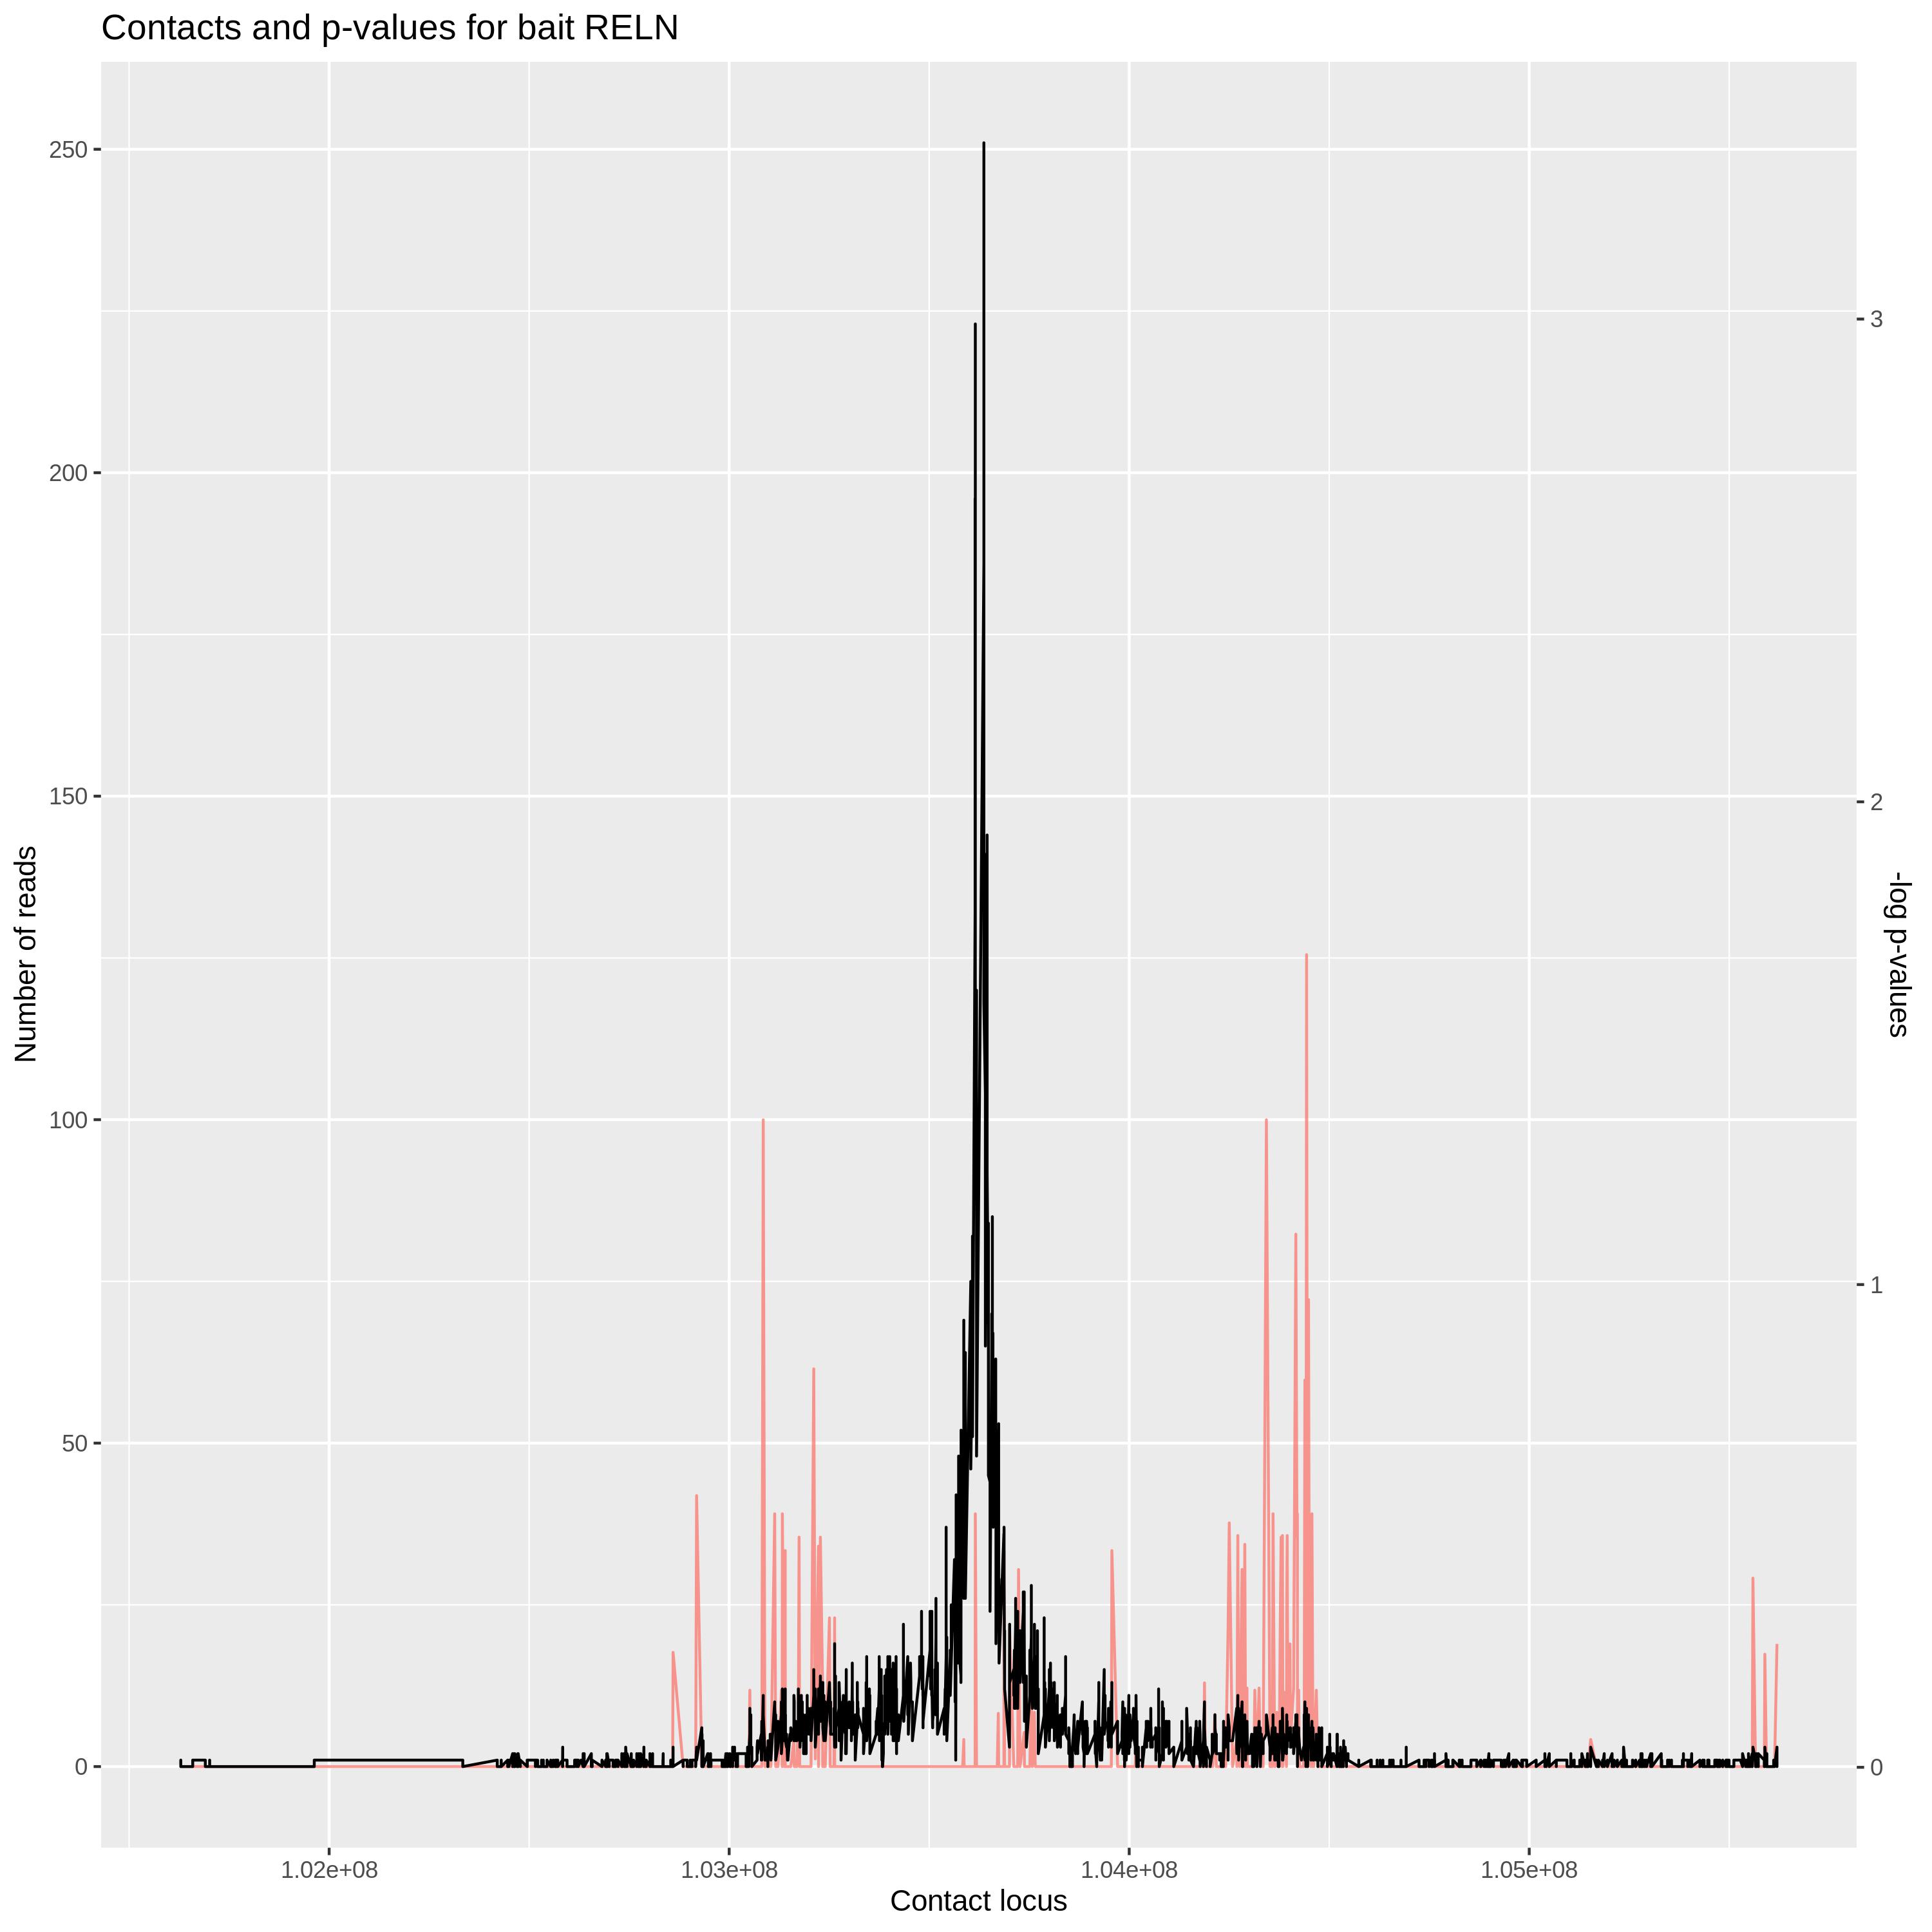 Contacts and p-values for bait RELN
250
200
150
100
50
0
Number of reads
3
2
1
0
-log p-values
1.02e+08
1.03e+08
1.04e+08
1.05e+08
Contact locus